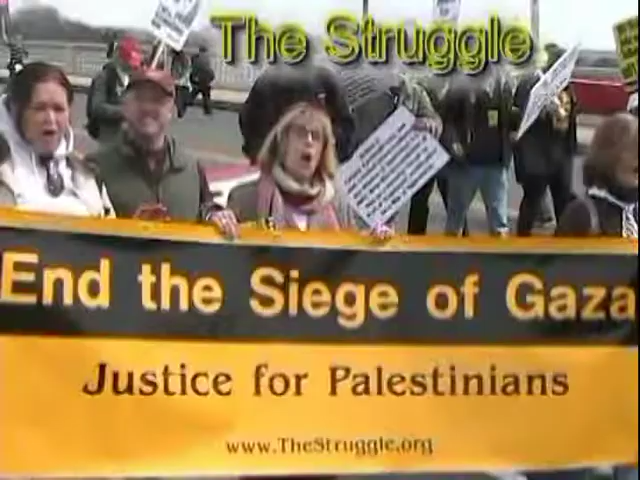 The Struggle
End the Siege of Gaza
Justice for Palestinians
www.TheStruggle.org